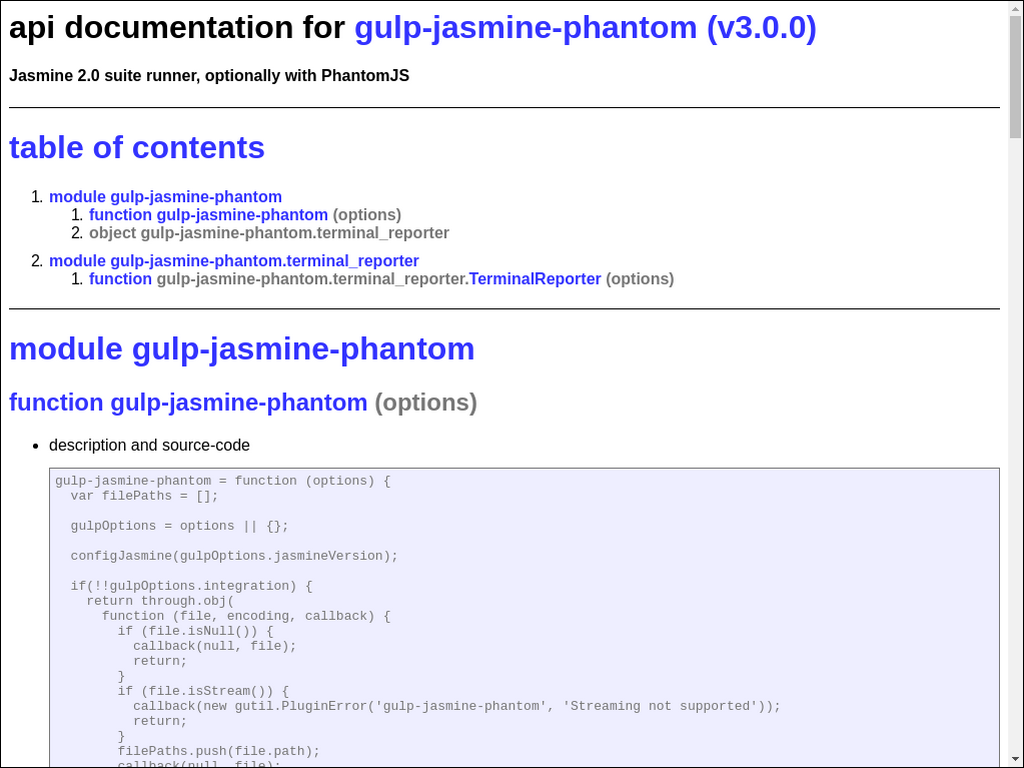 api documentation for gulp-jasmine-phantom (v3.0.0)
Jasmine 2.0 suite runner, optionally with PhantomJS
table of contents
1. module gulp-jasmine-phantom
1. function gulp-jasmine-phantom (options)
2. object gulp-jasmine-phantom.terminal_reporter
2. module gulp-jasmine-phantom.terminal_reporter
1. function gulp-jasmine-phantom.terminal_reporter.TerminalReporter (options)
module gulp-jasmine-phantom
function gulp-jasmine-phantom (options)
• description and source-code
gulp-jasmine-phantom = function (options) {
  var filePaths = [];
  gulpOptions = options || {};
  configJasmine(gulpOptions.jasmineVersion);
  if(!!gulpOptions.integration) {
    return through.obj(
      function (file, encoding, callback) {
        if (file.isNull()) {
          callback(null, file);
          return;
        }
        if (file.isStream()) {
          callback(new gutil.PluginError('gulp-jasmine-phantom', 'Streaming not supported'));
          return;
        }
        filePaths.push(file.path);
        callback(null, file);